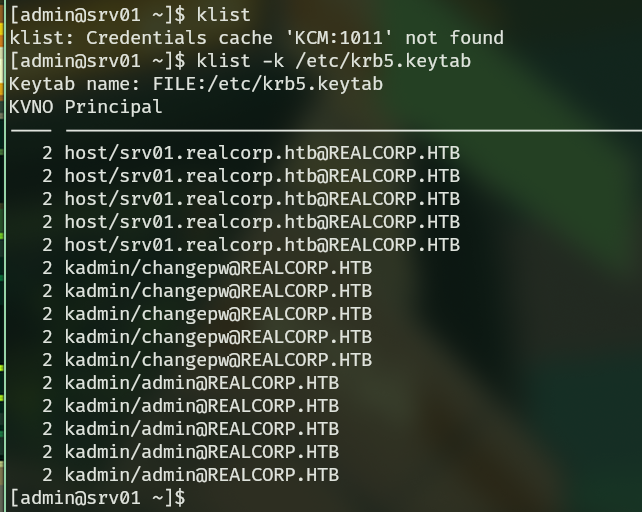 [admin@srv01 ~]$ klist
klist: Credentials cache 'KCM:1011' not found
[admin@srv01 ~]$ klist -k /etc/krb5.keytab
Keytab name: FILE:/etc/krb5.keytab
KVNO Principal
2 host/srv01.realcorp.htb@REALCORP.HTB
2 host/srv01.realcorp.htb@REALCORP.HTB
2 host/srv01.realcorp.htb@REALCORP.HTB
2 host/srv01.realcorp.htb@REALCORP.HTB
2 host/srv01.realcorp.htb@REALCORP.HTB
2 kadmin/changepw@REALCORP.HTB
2 kadmin/changepw@REALCORP.HTB
2 kadmin/changepw@REALCORP.HTB
2 kadmin/changepw@REALCORP.HTB
2 kadmin/changepw@REALCORP.HTB
2 kadmin/admin@REALCORP.HTB
2 kadmin/admin@REALCORP.HTB
2 kadmin/admin@REALCORP.HTB
2 kadmin/admin@REALCORP.HTB
2 kadmin/admin@REALCORP.HTB
[admin@srv01 ~]$